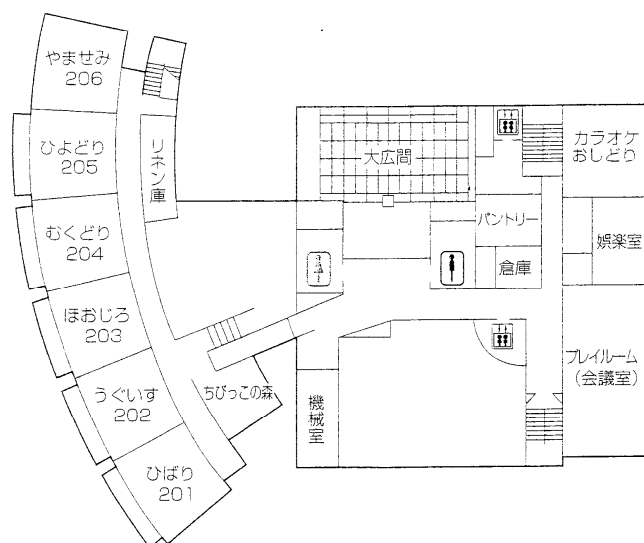 やませみ
206
ひよどり
205
リネン庫
むくどり
204
ほおじろ
203
うぐいす
202
ひばり
201
ちびっこの森
大広間
カラオケ
おしどり
パントリー
倉庫
娯楽室
プレイルーム
(会議室)
機械室